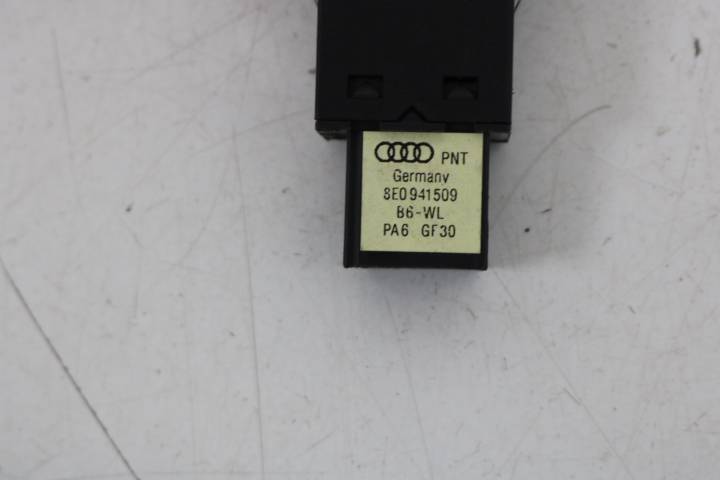 PNT
Germany
8E0941509
B6-WL
PA6 GF30